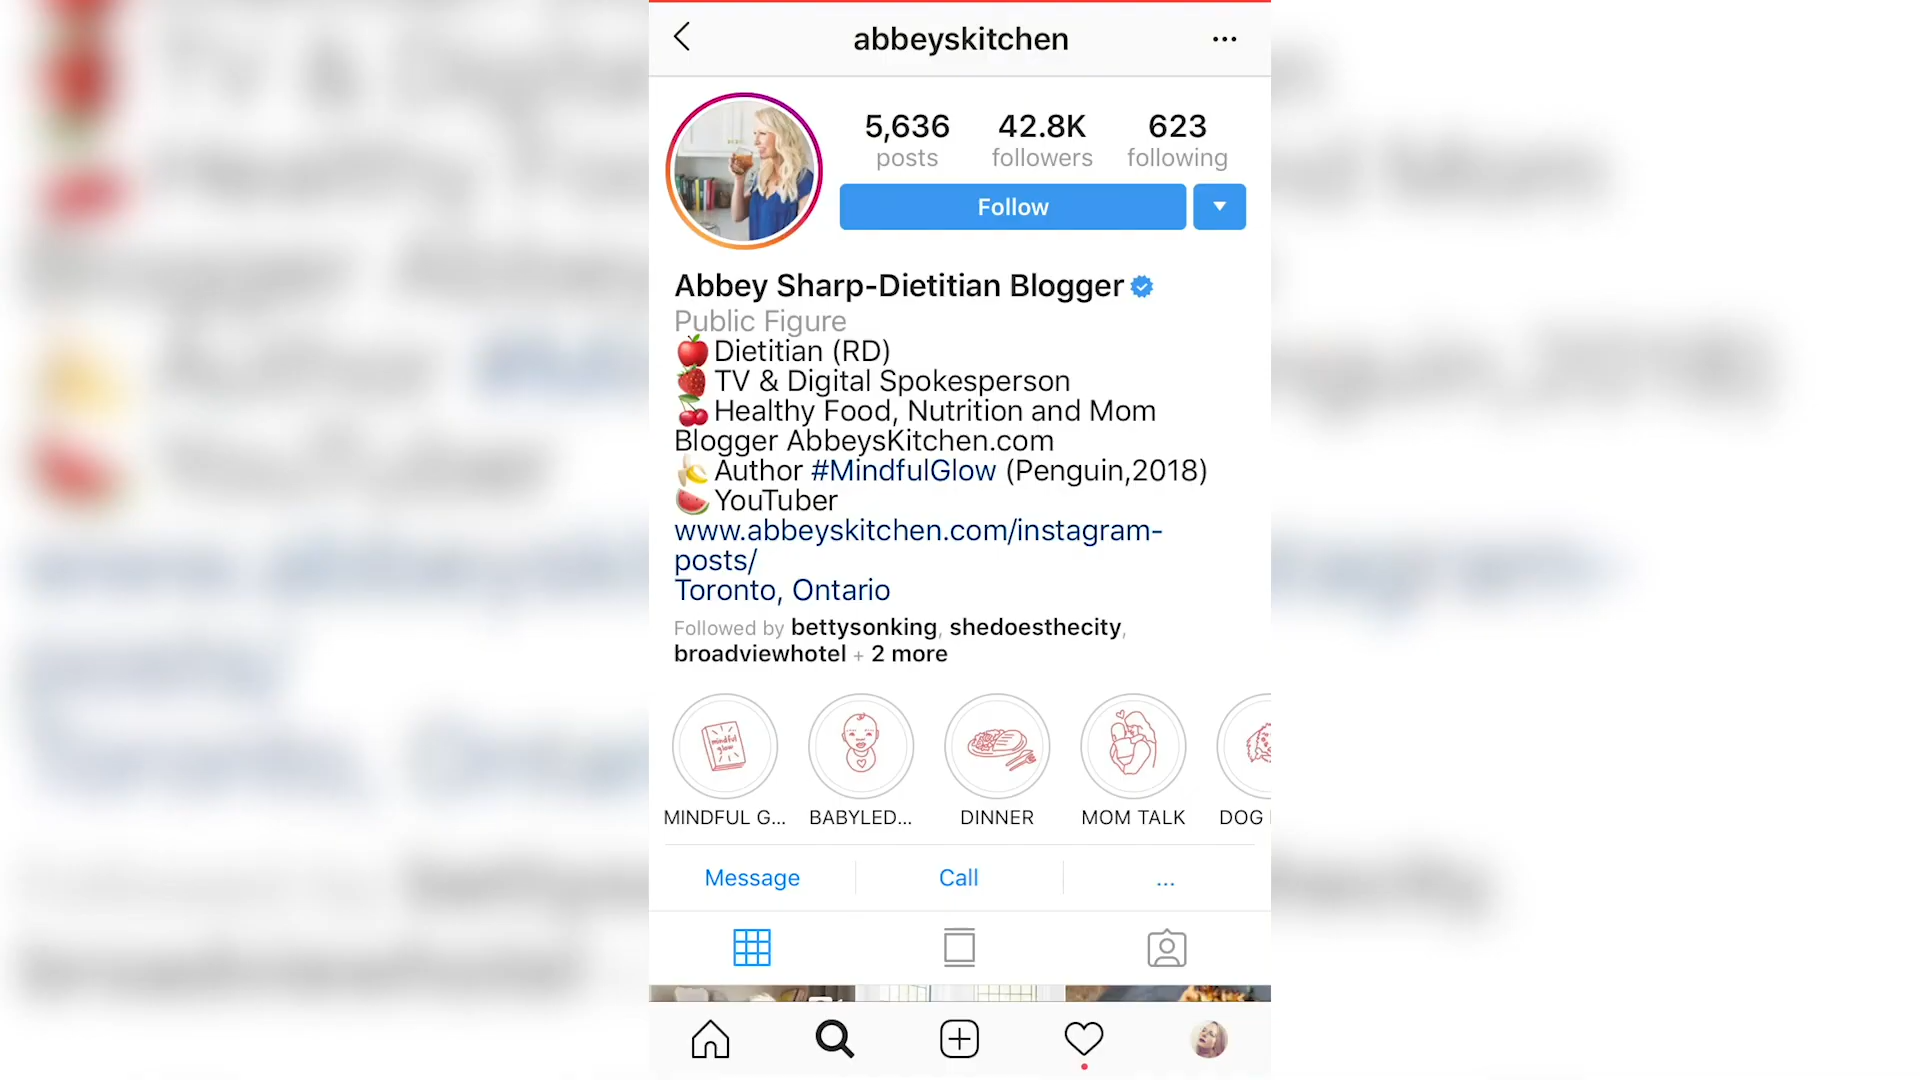 abbeyskitchen
5,636 42.8K 623
posts followers following
Follow
Abbey Sharp-Dietitian Blogger
Public Figure
🍎Dietitian (RD)
🍓TV & Digital Spokesperson
🍒Healthy Food, Nutrition and Mom
Blogger AbbeysKitchen.com
🍌Author #MindfulGlow (Penguin,2018)
🍉YouTuber
www.abbeyskitchen.com/instagram-
posts/
Toronto, Ontario
Followed by bettysonking, shedoesthecity,
broadviewhotel + 2 more
mindful
glow
MINDFUL G... BABYLED... DINNER MOM TALK DOG
Message Call ...